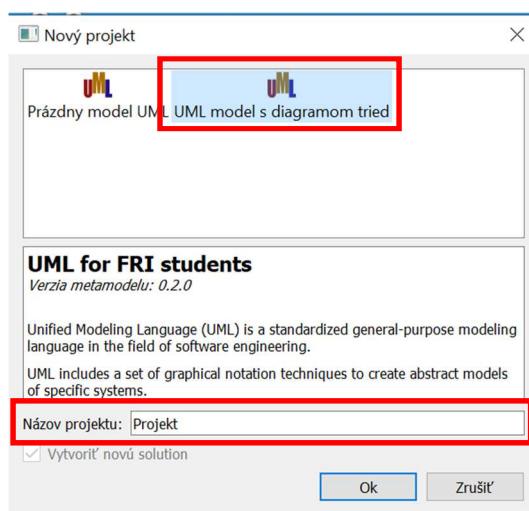 Nový projekt
UML UML
Prázdny model UML UML model s diagramom tried
UML for FRI students
Verzia metamodelu: 0.2.0
Unified Modeling Language (UML) is a standardized general-purpose modeling
language in the field of software engineering.
UML includes a set of graphical notation techniques to create abstract models
of specific systems.
Názov projektu: Projekt
Vytvoriť novú solution
Ok Zrušiť